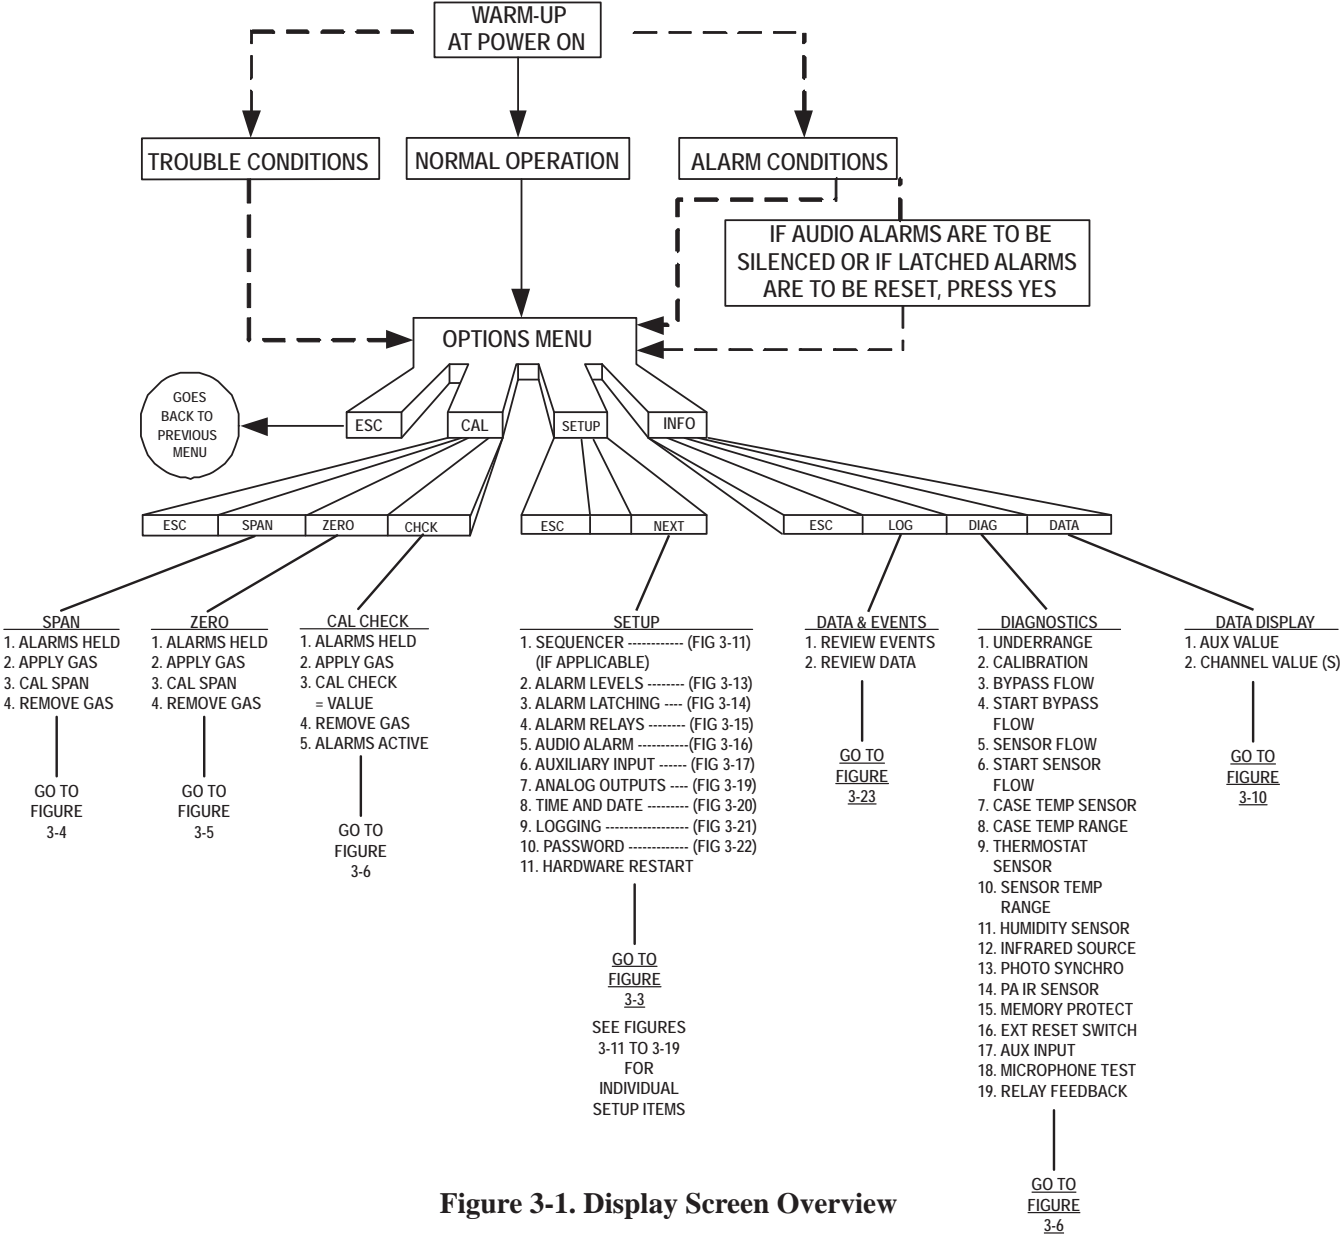 WARM-UP
AT POWER ON
TROUBLE CONDITIONS
NORMAL OPERATION
ALARM CONDITIONS
IF AUDIO ALARMS ARE TO BE
SILENCED OR IF LATCHED ALARMS
ARE TO BE RESET, PRESS YES
OPTIONS MENU
GOES
BACK TO
PREVIOUS
MENU
ESC
CAL
SETUP
INFO
ESC
SPAN
ZERO
CHCK
ESC
NEXT
ESC
LOG
DIAG
DATA
SPAN
1. ALARMS HELD
2. APPLY GAS
3. CAL SPAN
4. REMOVE GAS
GO TO
FIGURE
3-4
ZERO
1. ALARMS HELD
2. APPLY GAS
3. CAL SPAN
4. REMOVE GAS
GO TO
FIGURE
3-5
CAL CHECK
1. ALARMS HELD
2. APPLY GAS
3. CAL CHECK
= VALUE
4. REMOVE GAS
5. ALARMS ACTIVE
GO TO
FIGURE
3-6
SETUP
1. SEQUENCER ------------ (FIG 3-11)
(IF APPLICABLE)
2. ALARM LEVELS -------- (FIG 3-13)
3. ALARM LATCHING ---- (FIG 3-14)
4. ALARM RELAYS -------- (FIG 3-15)
5. AUDIO ALARM -----------(FIG 3-16)
6. AUXILIARY INPUT ------ (FIG 3-17)
7. ANALOG OUTPUTS ---- (FIG 3-19)
8. TIME AND DATE --------- (FIG 3-20)
9. LOGGING ------------------ (FIG 3-21)
10. PASSWORD ------------- (FIG 3-22)
11. HARDWARE RESTART
GO TO
FIGURE
3-3
SEE FIGURES
3-11 TO 3-19
FOR
INDIVIDUAL
SETUP ITEMS
DATA & EVENTS
1. REVIEW EVENTS
2. REVIEW DATA
GO TO
FIGURE
3-23
DIAGNOSTICS
1. UNDERRANGE
2. CALIBRATION
3. BYPASS FLOW
4. START BYPASS
FLOW
5. SENSOR FLOW
6. START SENSOR
FLOW
7. CASE TEMP SENSOR
8. CASE TEMP RANGE
9. THERMOSTAT
SENSOR
10. SENSOR TEMP
RANGE
11. HUMIDITY SENSOR
12. INFRARED SOURCE
13. PHOTO SYNCHRO
14. PA IR SENSOR
15. MEMORY PROTECT
16. EXT RESET SWITCH
17. AUX INPUT
18. MICROPHONE TEST
19. RELAY FEEDBACK
GO TO
FIGURE
3-6
DATA DISPLAY
1. AUX VALUE
2. CHANNEL VALUE (S)
GO TO
FIGURE
3-10
Figure 3-1. Display Screen Overview